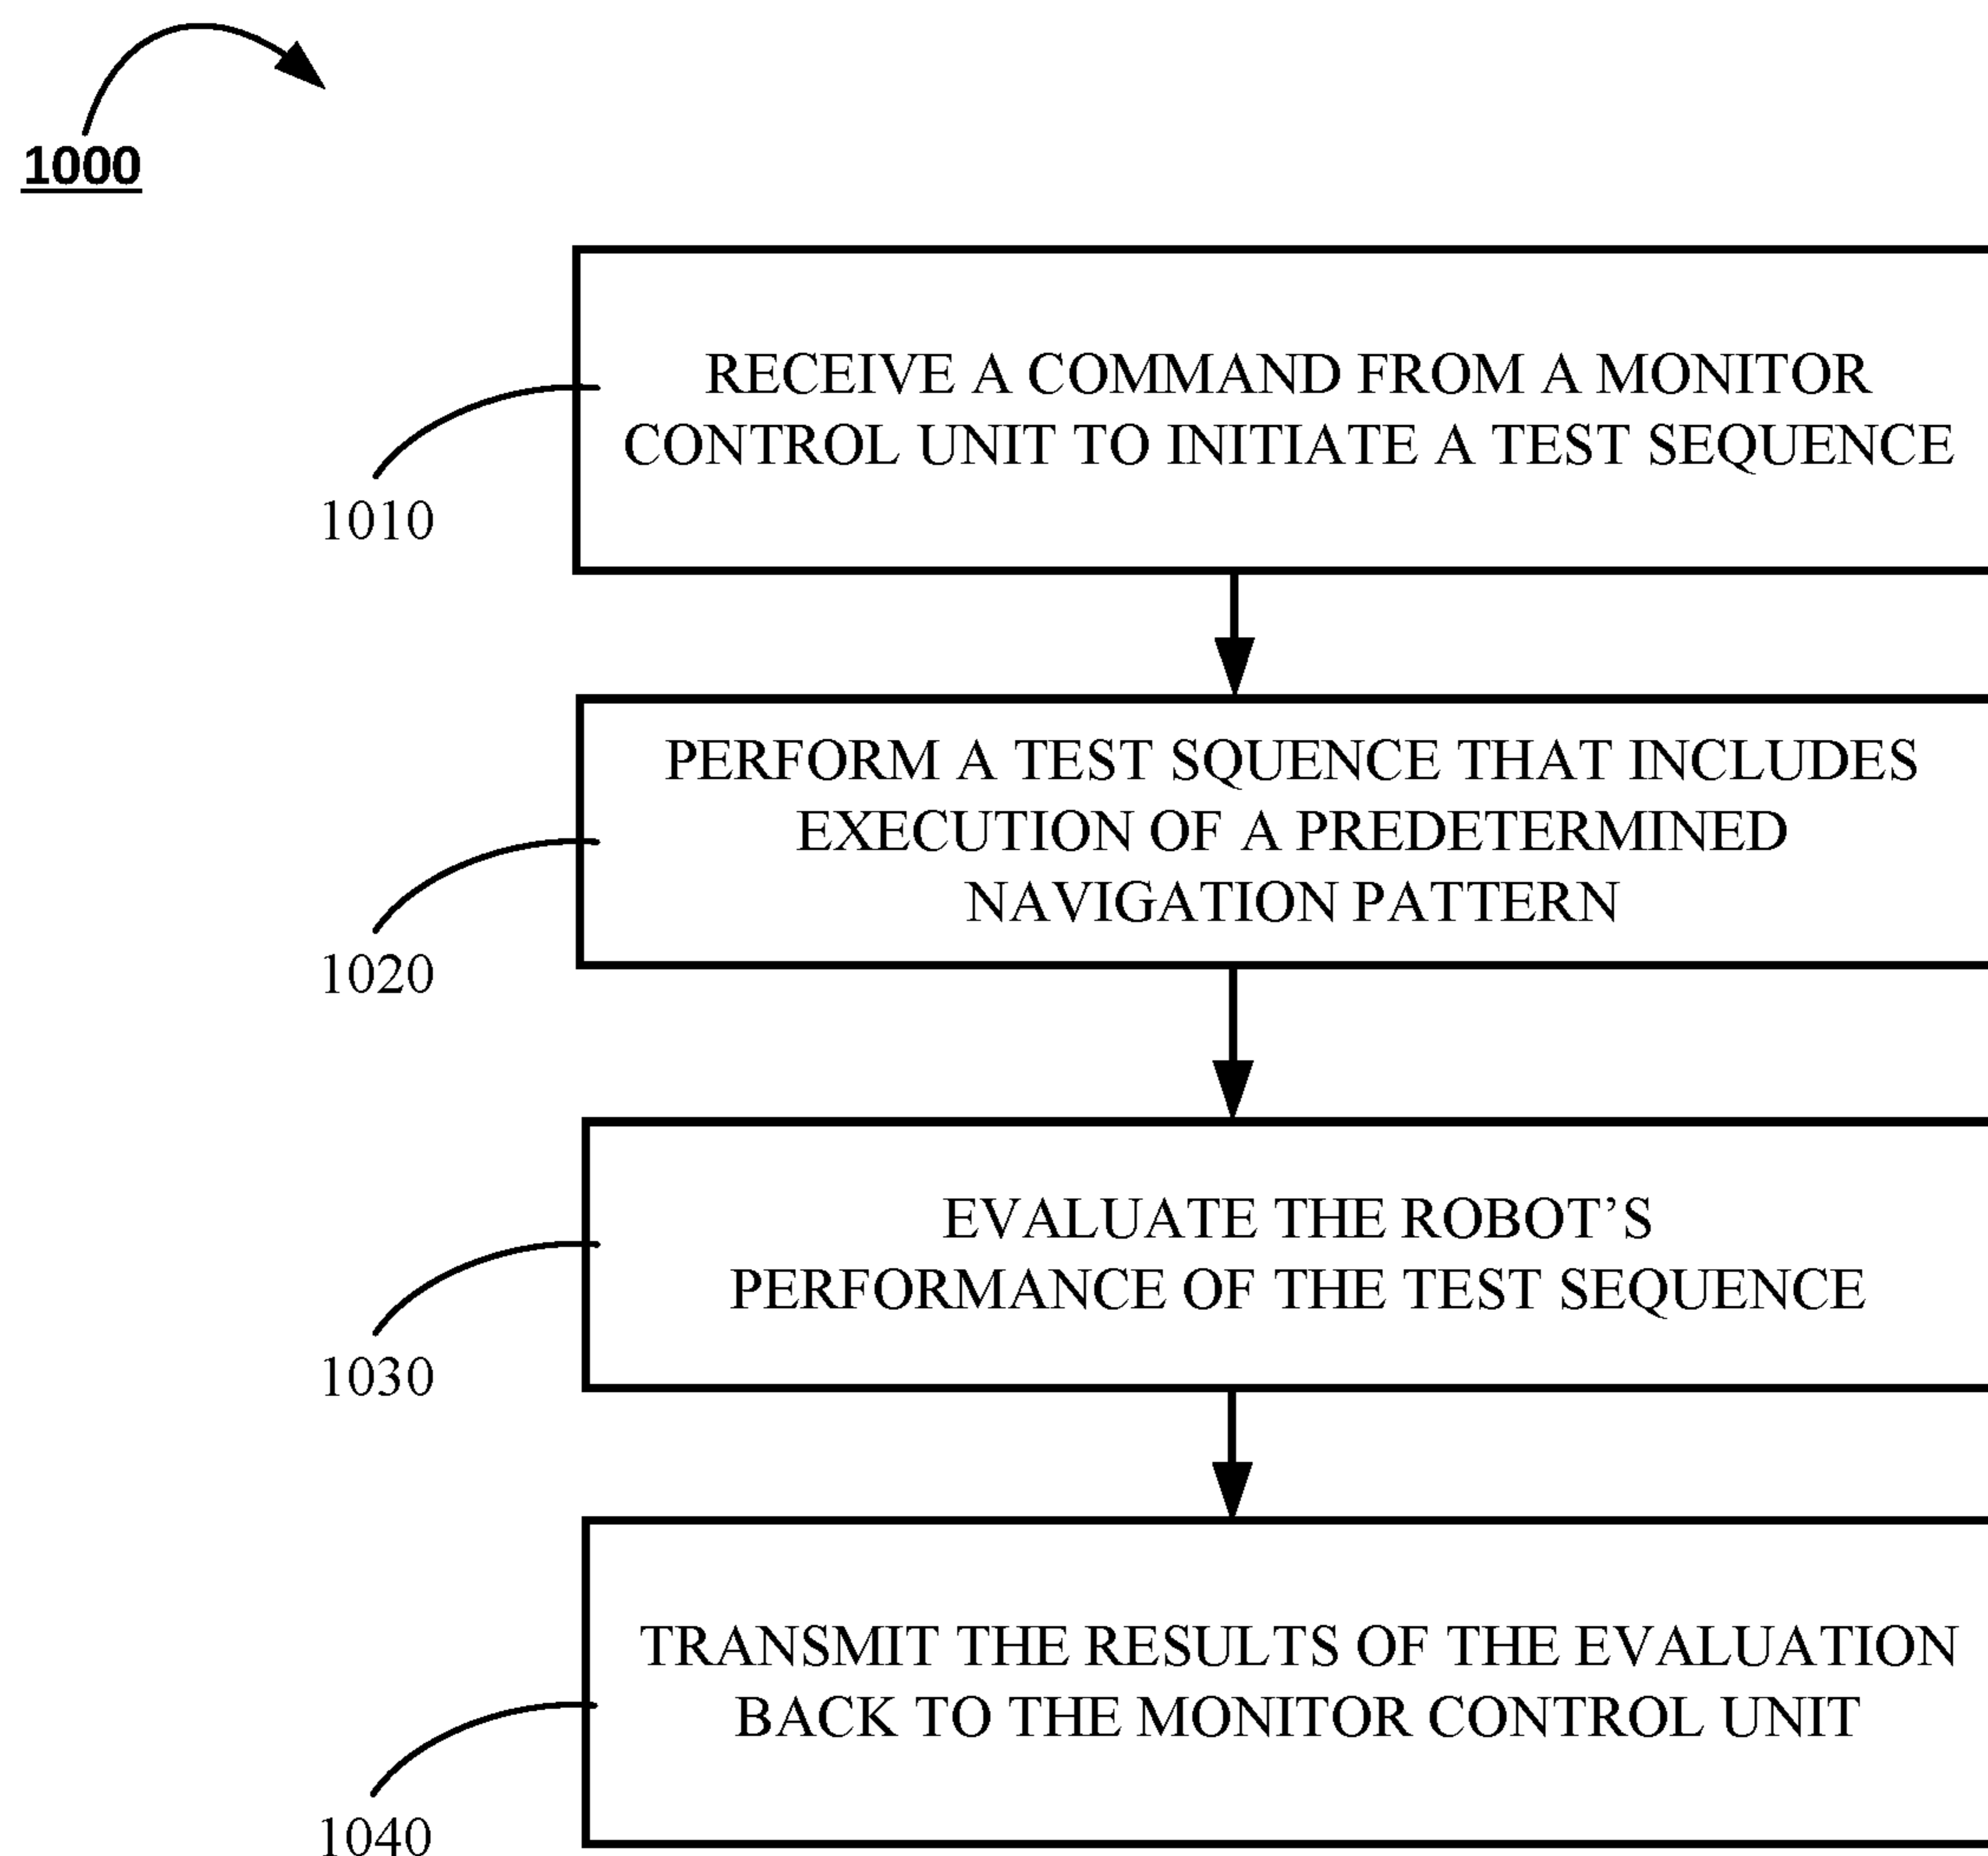 1000
RECEIVE A COMMAND FROM A MONITOR
CONTROL UNIT TO INITIATE A TEST SEQUENCE
1010
PERFORM A TEST SQUENCE THAT INCLUDES
EXECUTION OF A PREDETERMINED
NAVIGATION PATTERN
1020
EVALUATE THE ROBOT’S
PERFORMANCE OF THE TEST SEQUENCE
1030
TRANSMIT THE RESULTS OF THE EVALUATION
BACK TO THE MONITOR CONTROL UNIT
1040